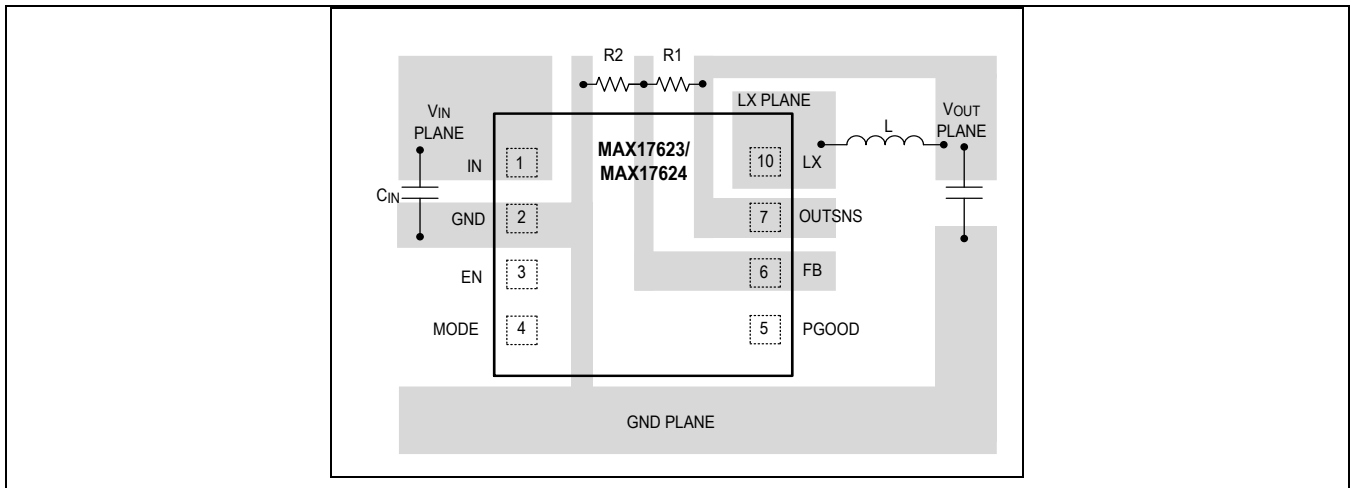 R2
R1
LX PLANE
VIN
PLANE
L
VOUT
PLANE
MAX17623/
MAX17624
IN
1
10
LX
CIN
GND
2
7
OUTSNS
EN
3
6
FB
MODE
4
5
PGOOD
GND PLANE